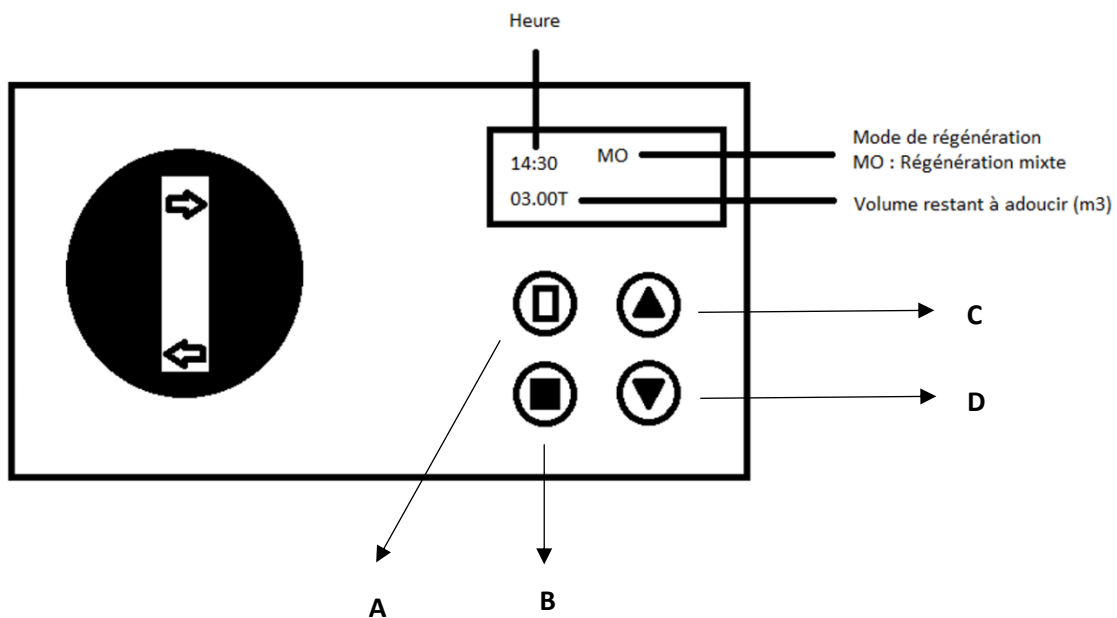 Heure
14:30 MO
03.00T
Mode de régénération
MO : Régénération mixte
Volume restant à adoucir (m3)
C
D
A
B